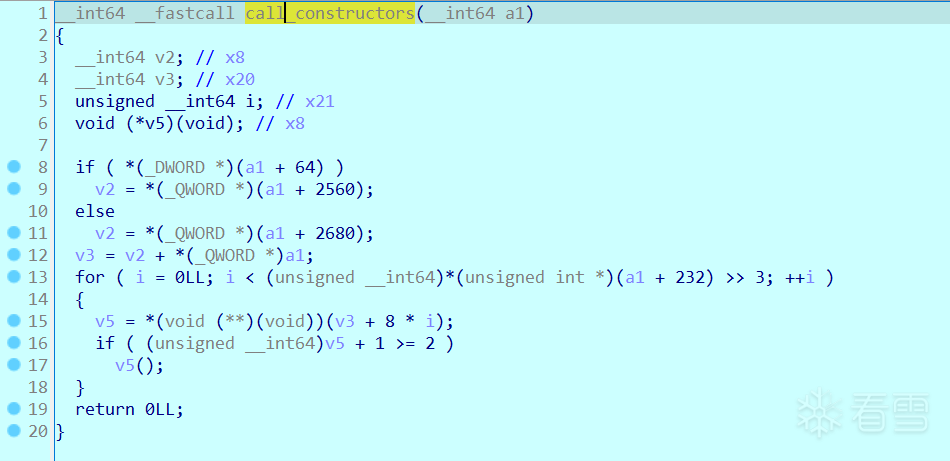 1 __int64 __fastcall call_constructors(__int64 a1)
2 {
3 __int64 v2; // x8
4 __int64 v3; // x20
5 unsigned __int64 i; // x21
6 void (*v5)(void); // x8
7
8 if ( *(_DWORD *)(a1 + 64) )
9 v2 = *(_QWORD *)(a1 + 2560);
10 else
11 v2 = *(_QWORD *)(a1 + 2680);
12 v3 = v2 + *(_QWORD *)a1;
13 for ( i = 0LL; i < (unsigned __int64)*(unsigned int *)(a1 + 232) >> 3; ++i )
14 {
15 v5 = *(void (**)(void))(v3 + 8 * i);
16 if ( (unsigned __int64)v5 + 1 >= 2 )
17 v5();
18 }
19 return 0LL;
20 }
看雪